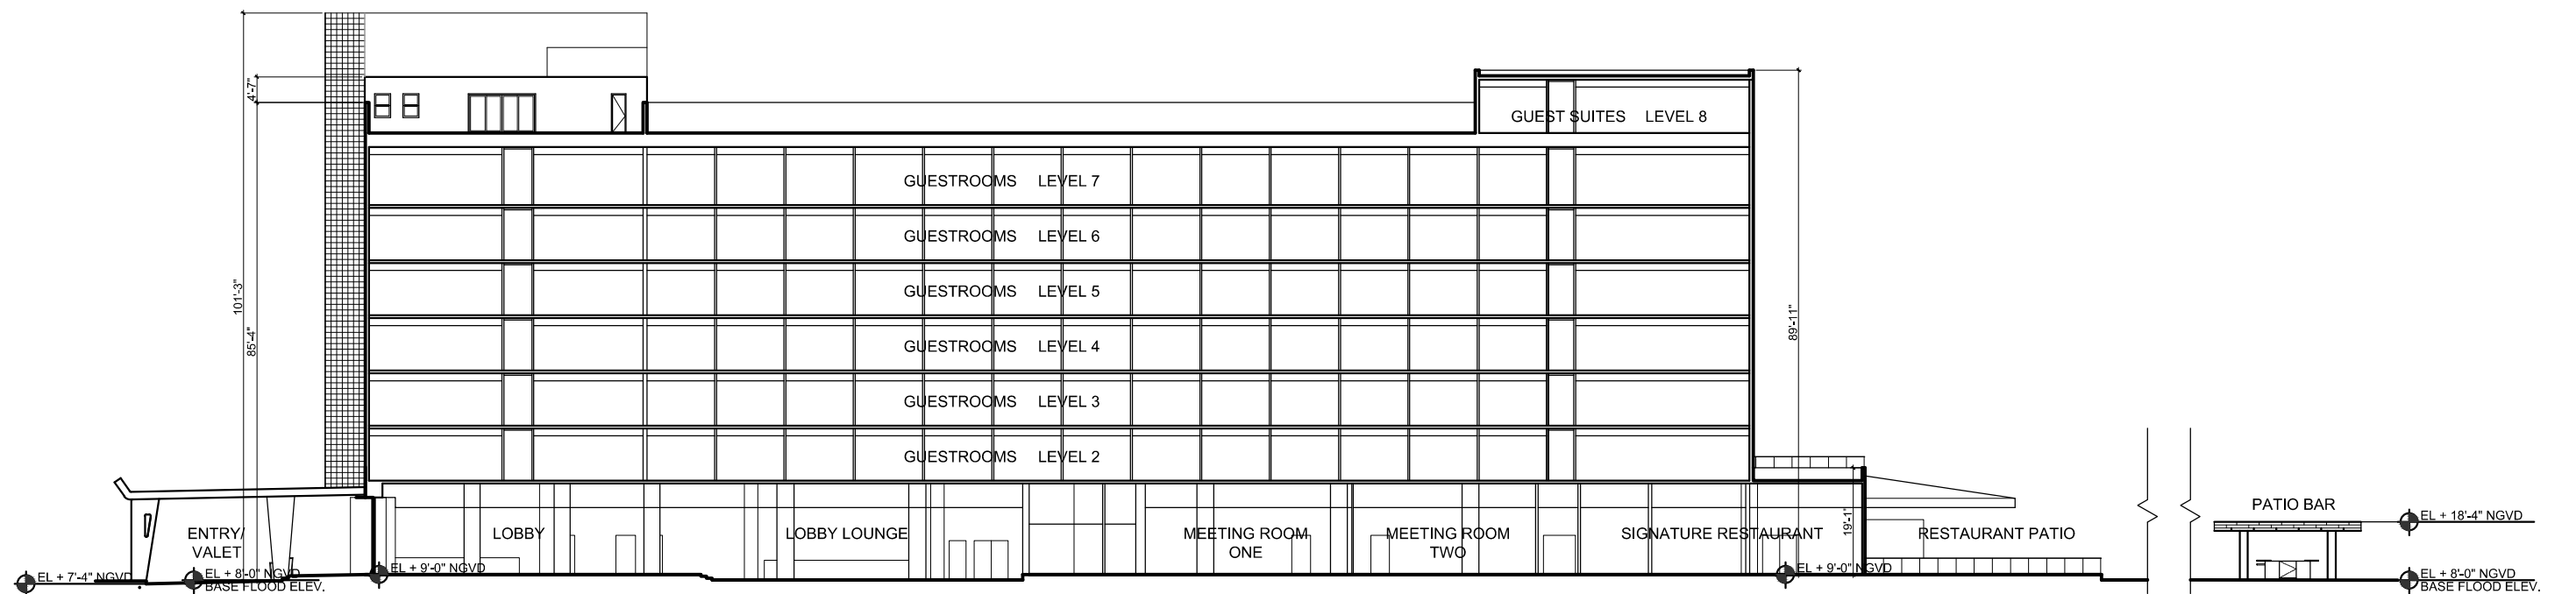 4'-7"
101'-3"
85'-4"
89'-11"
19'-1"
GUEST SUITES LEVEL 8
GUESTROOMS LEVEL 7
GUESTROOMS LEVEL 6
GUESTROOMS LEVEL 5
GUESTROOMS LEVEL 4
GUESTROOMS LEVEL 3
GUESTROOMS LEVEL 2
ENTRY/
VALET
LOBBY
LOBBY LOUNGE
MEETING ROOM
ONE
MEETING ROOM
TWO
SIGNATURE RESTAURANT
RESTAURANT PATIO
PATIO BAR
EL + 18'-4" NGVD
EL + 7'-4" NGVD
EL + 8'-0" NGVD
BASE FLOOD ELEV.
EL + 9'-0" NGVD
EL + 9'-0" NGVD
EL + 8'-0" NGVD
BASE FLOOD ELEV.